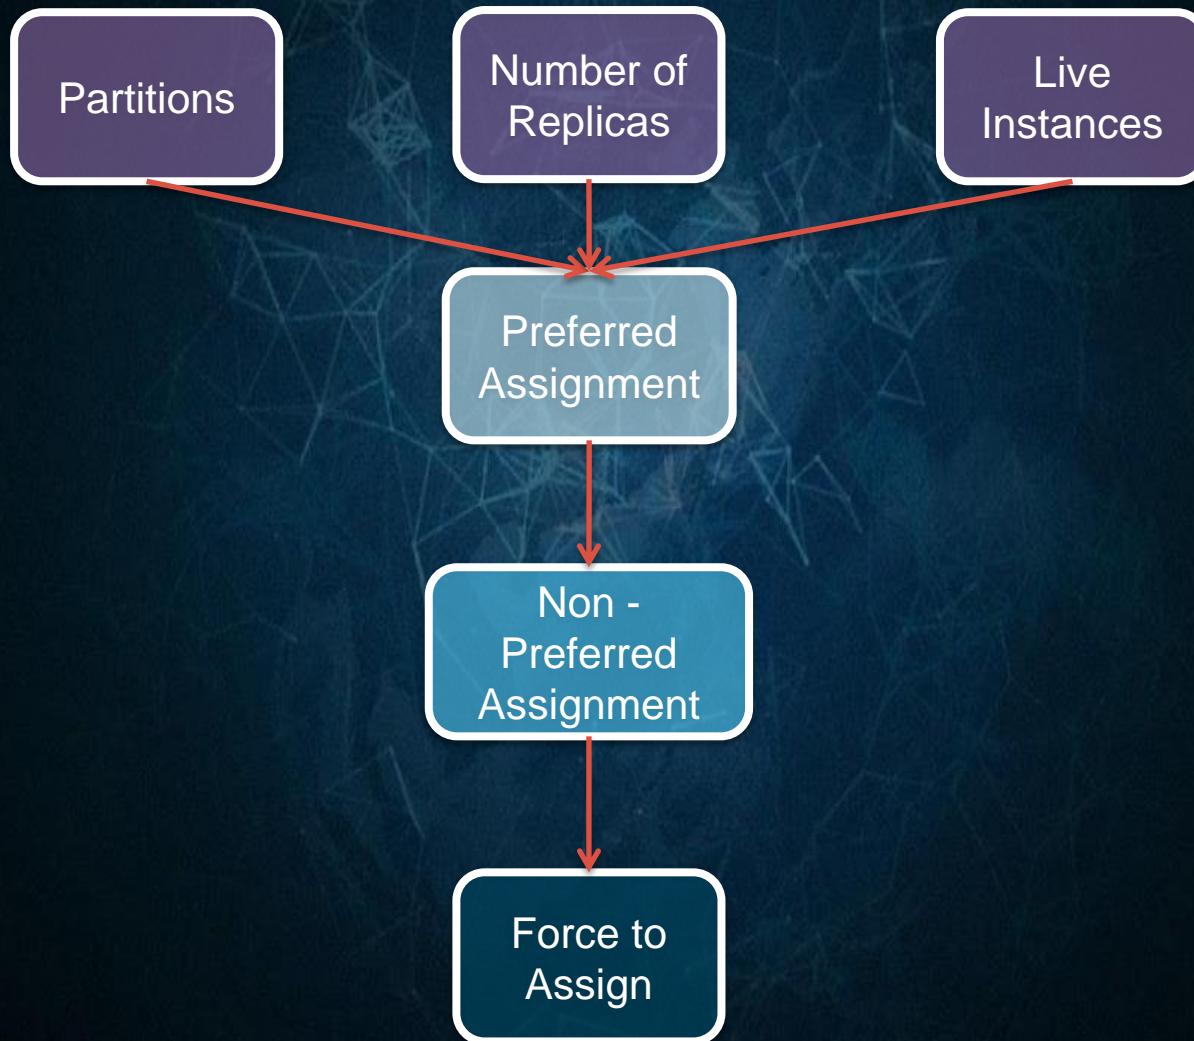 Partitions
Number of
Replicas
Live
Instances
Preferred
Assignment
Non -
Preferred
Assignment
Force to
Assign